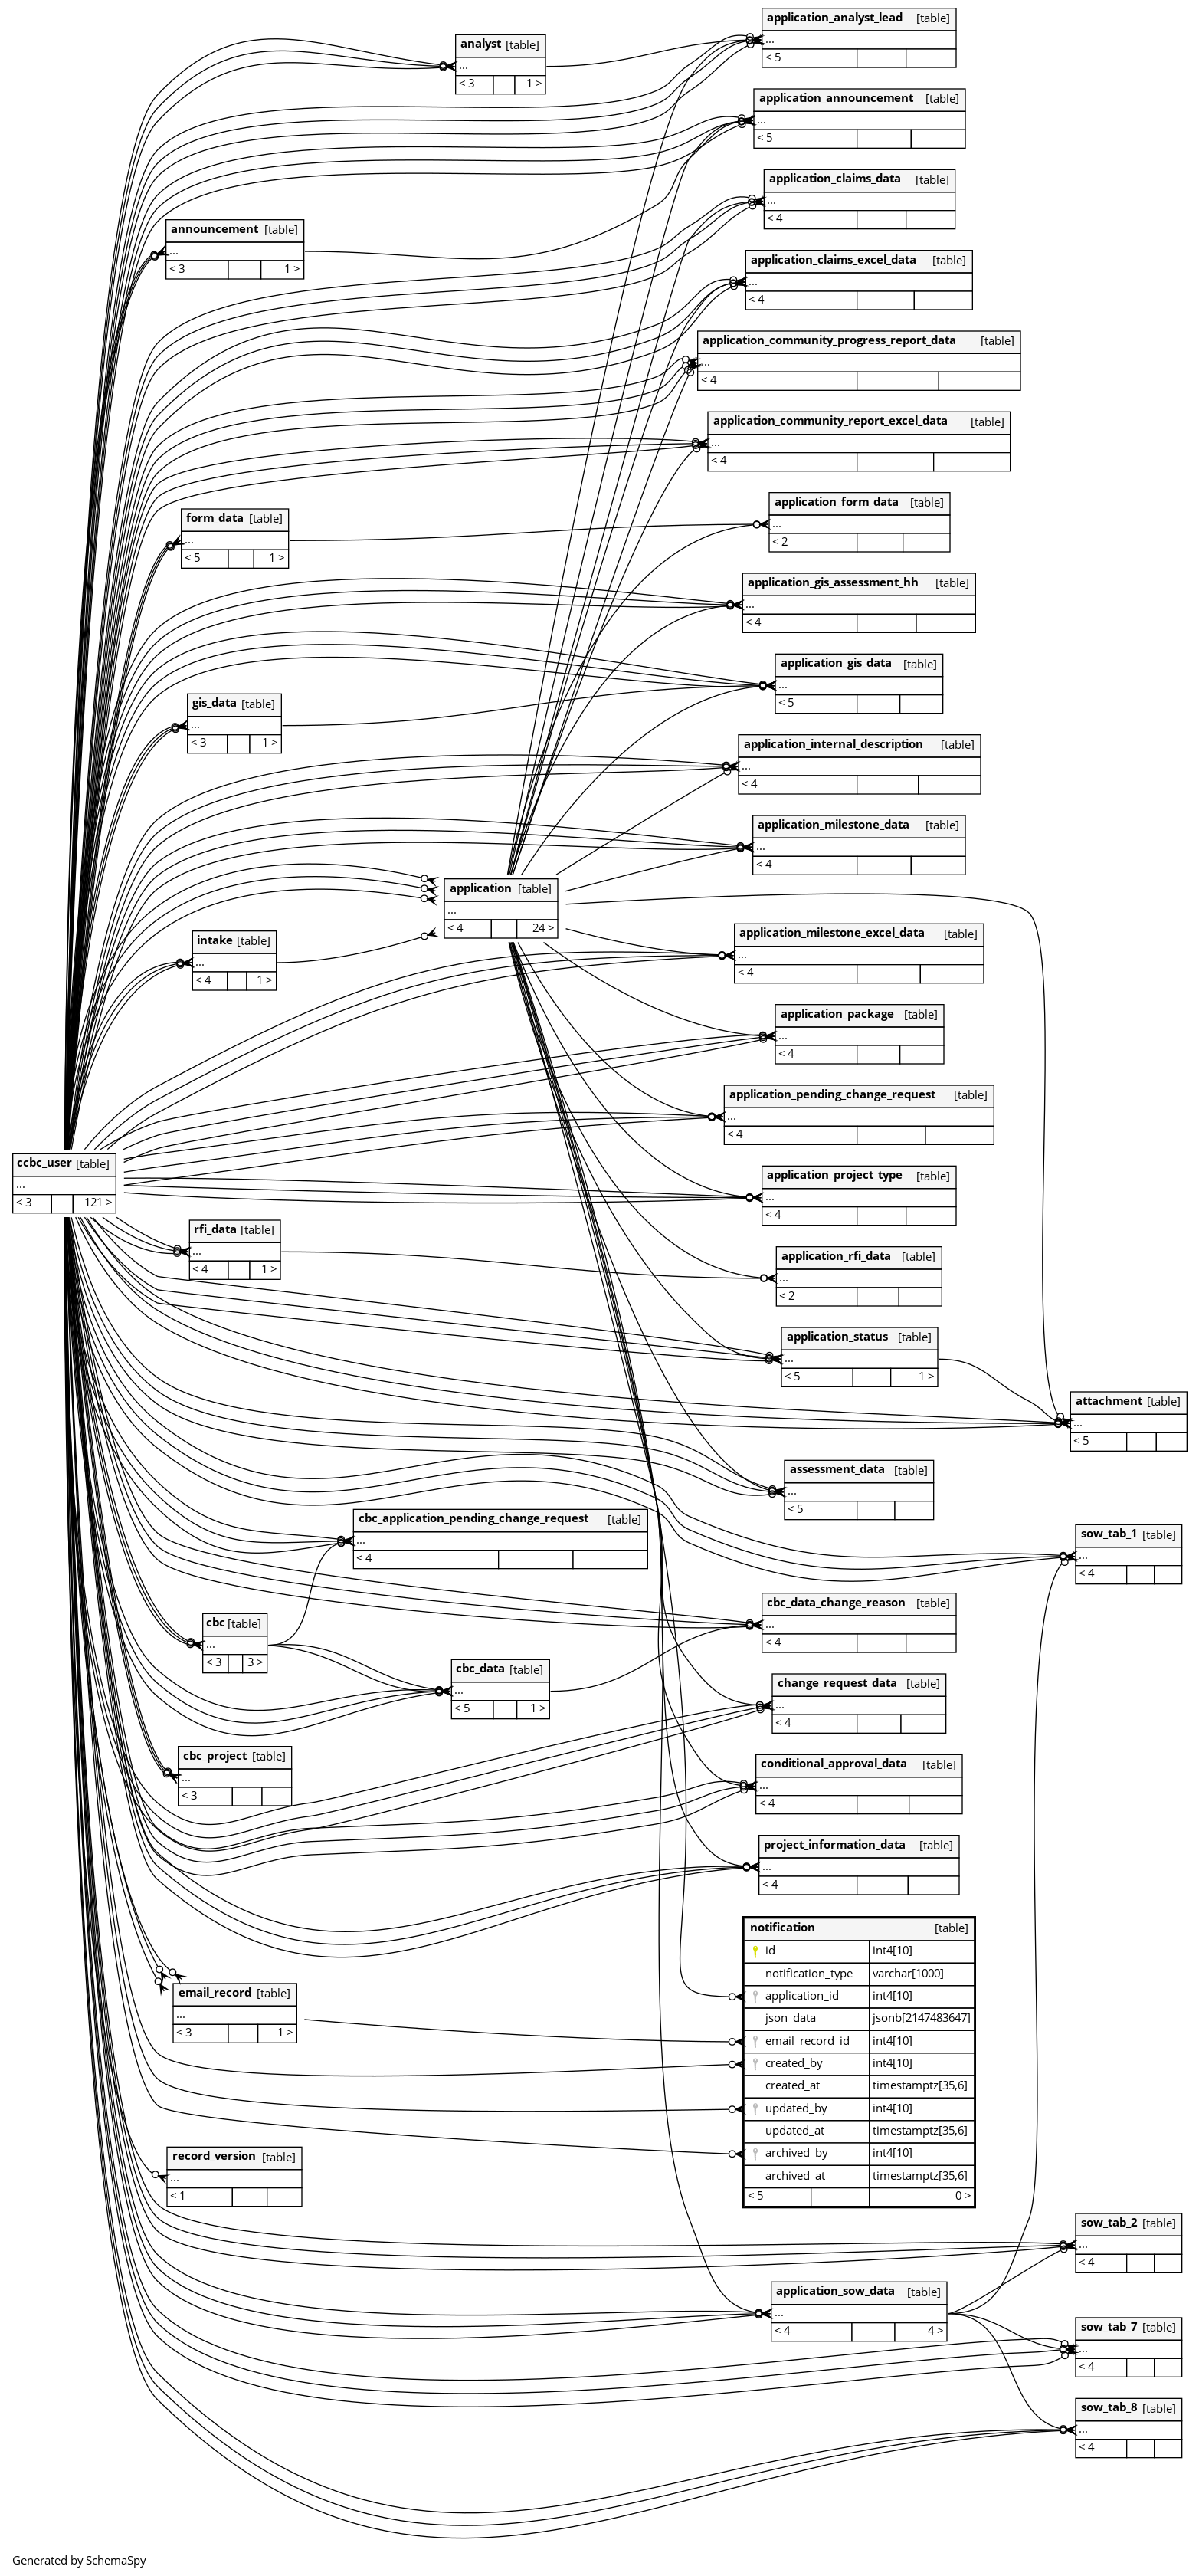 application_analyst_lead [table]
...
< 5
analyst [table]
...
< 3 1 >
application_announcement [table]
...
< 5
application_claims_data [table]
...
< 4
announcement [table]
...
< 3 1 >
application_claims_excel_data [table]
...
< 4
application_community_progress_report_data [table]
...
< 4
application_community_report_excel_data [table]
...
< 4
application_form_data [table]
...
< 2
form_data [table]
...
< 5 1 >
application_gis_assessment_hh [table]
...
< 4
application_gis_data [table]
...
< 5
gis_data [table]
...
< 3 1 >
application_internal_description [table]
...
< 4
application_milestone_data [table]
...
< 4
application [table]
...
< 4 24 >
intake [table]
...
< 4 1 >
application_milestone_excel_data [table]
...
< 4
application_package [table]
...
< 4
application_pending_change_request [table]
...
< 4
ccbc_user [table]
...
< 3 121 >
application_project_type [table]
...
< 4
rfi_data [table]
...
< 4 1 >
application_rfi_data [table]
...
< 2
application_status [table]
...
< 5 1 >
attachment [table]
...
< 5
assessment_data [table]
...
< 5
cbc_application_pending_change_request [table]
...
< 4
sow_tab_1 [table]
...
< 4
cbc [table]
...
< 3 3 >
cbc_data_change_reason [table]
...
< 4
cbc_data [table]
...
< 5 1 >
change_request_data [table]
...
< 4
cbc_project [table]
...
< 3
conditional_approval_data [table]
...
< 4
project_information_data [table]
...
< 4
notification [table]
id int4[10]
notification_type varchar[1000]
application_id int4[10]
json_data jsonb[2147483647]
email_record_id int4[10]
created_by int4[10]
created_at timestamptz[35,6]
updated_by int4[10]
updated_at timestamptz[35,6]
archived_by int4[10]
archived_at timestamptz[35,6]
< 5 0 >
email_record [table]
...
< 3 1 >
record_version [table]
...
< 1
sow_tab_2 [table]
...
< 4
application_sow_data [table]
...
< 4 4 >
sow_tab_7 [table]
...
< 4
sow_tab_8 [table]
...
< 4
Generated by SchemaSpy